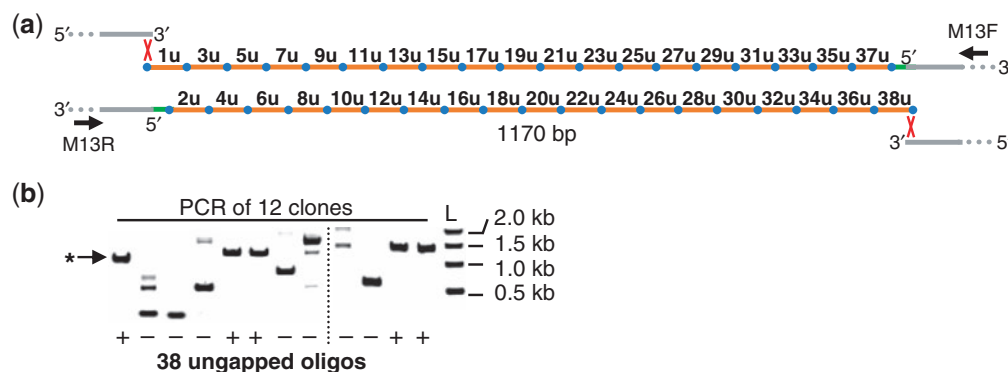 (a)
5′ 3′ M13F
1u 3u 5u 7u 9u 11u 13u 15u 17u 19u 21u 23u 25u 27u 29u 31u 33u 35u 37u 5′ 3
3′ 2u 4u 6u 8u 10u 12u 14u 16u 18u 20u 22u 24u 26u 28u 30u 32u 34u 36u 38u
5′ 1170 bp
M13R 3′ 5
(b)
PCR of 12 clones L
2.0 kb
* 1.5 kb
1.0 kb
0.5 kb
+ − − − + + − − − − + +
38 ungapped oligos